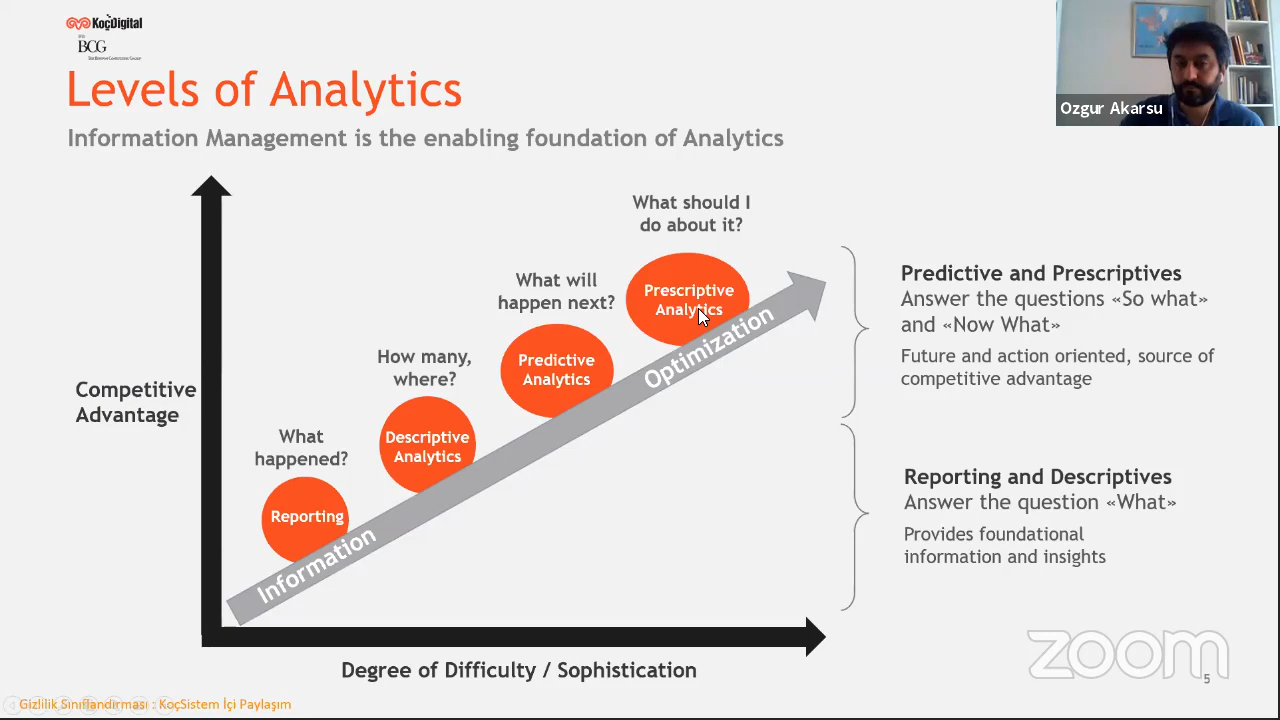 KoçDigital
BCG
Levels of Analytics
Information Management is the enabling foundation of Analytics
Ozgur Akarsu
What should I
do about it?
What will
happen next?
Prescriptive
Analytics
How many,
where?
Predictive
Analytics
What
happened?
Descriptive
Analytics
Reporting
Information
Optimization
Competitive
Advantage
Degree of Difficulty / Sophistication
Predictive and Prescriptives
Answer the questions «So what»
and «Now What»
Future and action oriented, source of
competitive advantage
Reporting and Descriptives
Answer the question «What»
Provides foundational
information and insights
zoom
5
Gizlilik Sınıflandırması : KoçSistem İçi Paylaşım